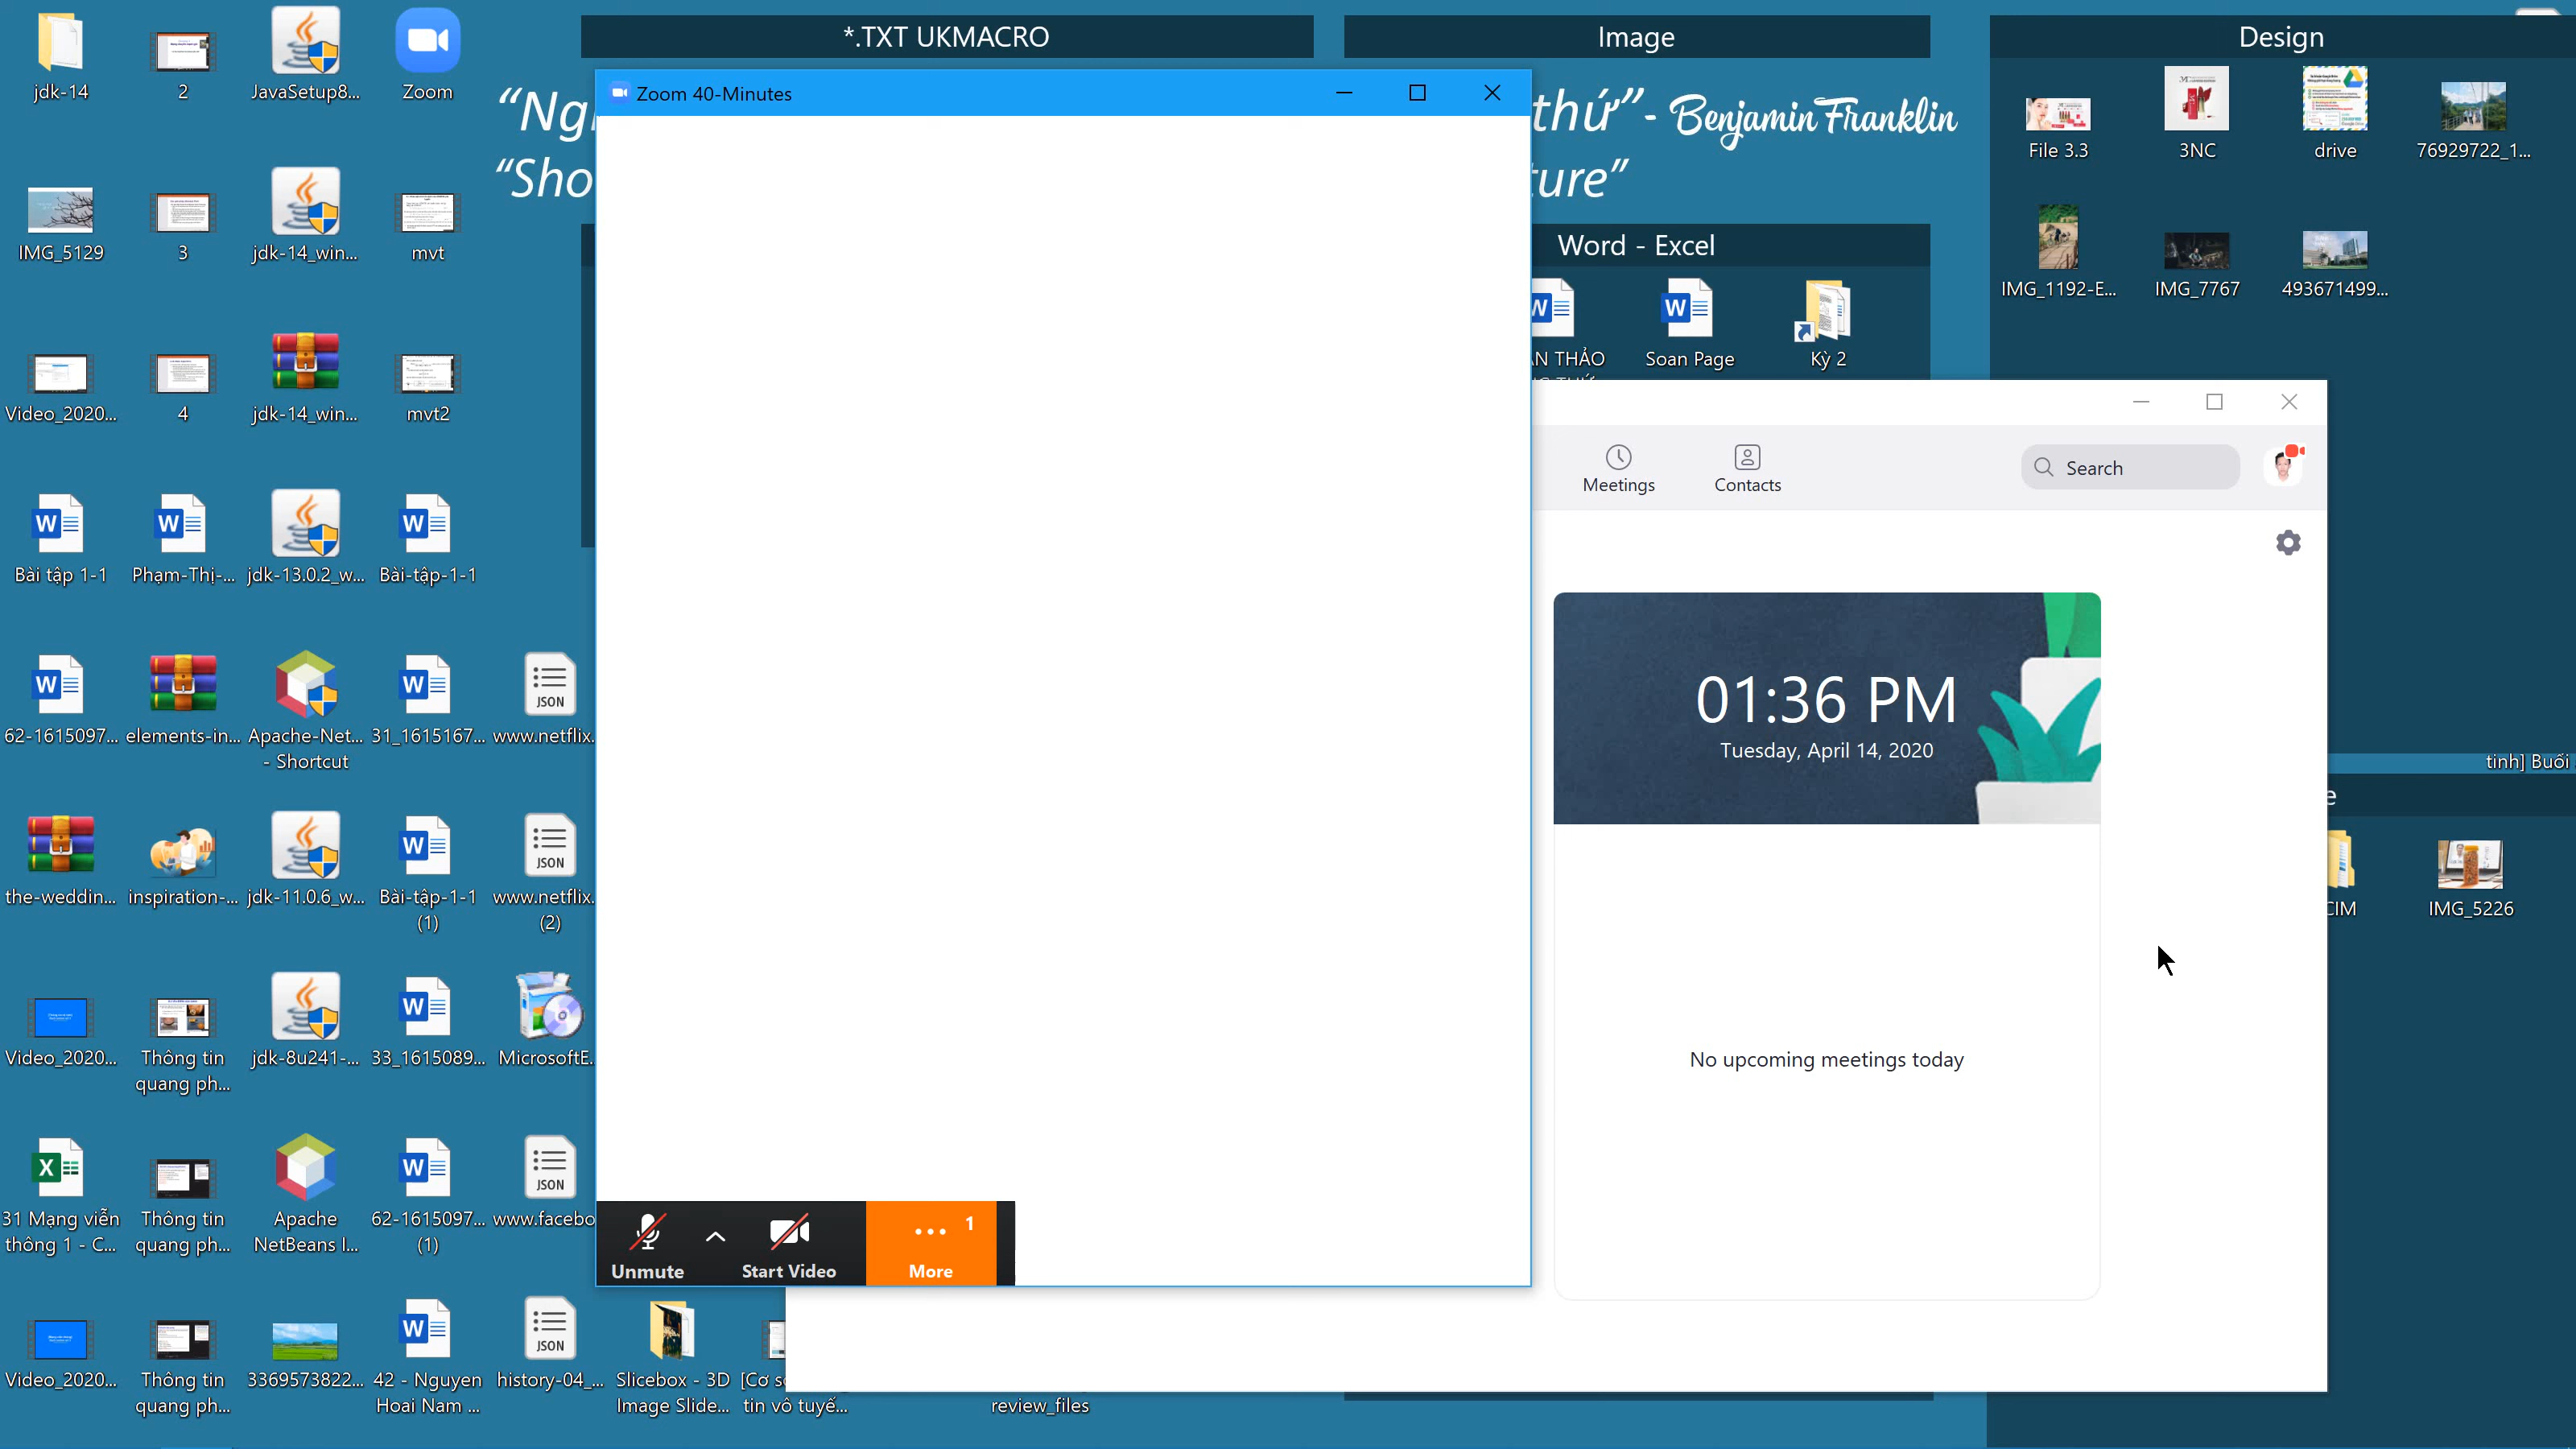 *.TXT UKMACRO
Image
Design
jdk-14
2
JavaSetup8...
Zoom
Zoom 40-Minutes
thứ” - Benjamin Franklin
“Sho
ture”
File 3.3
3NC
drive
76929722_1...
IMG_5129
3
jdk-14_win...
mvt
Word - Excel
IMG_1192-E...
IMG_7767
493671499...
Video_2020...
4
jdk-14_win...
mvt2
N THẢO
Soan Page
Kỳ 2
Meetings
Contacts
Search
Bài tập 1-1
Phạm-Thị-...
jdk-13.0.2_w...
Bài-tập-1-1
JSON
01:36 PM
Tuesday, April 14, 2020
62-1615097...
elements-in...
Apache-Net...
- Shortcut
31_1615167...
www.netflix.
tinh] Buổi
JSON
the-weddin...
inspiration-...
jdk-11.0.6_w...
Bài-tập-1-1
(1)
www.netflix.
(2)
CIM
IMG_5226
Video_2020...
Thông tin
quang ph...
jdk-8u241-...
33_1615089...
MicrosoftE.
No upcoming meetings today
JSON
31 Mạng viễn
thông 1 - C...
Thông tin
quang ph...
Apache
NetBeans I...
62-1615097...
(1)
www.facebo
Unmute
Start Video
1
More
JSON
Video_2020...
Thông tin
quang ph...
3369573822...
42 - Nguyen
Hoai Nam ...
history-04_...
Slicebox - 3D
Image Slide...
[Cơ s
tin vô tuyế...
review_files